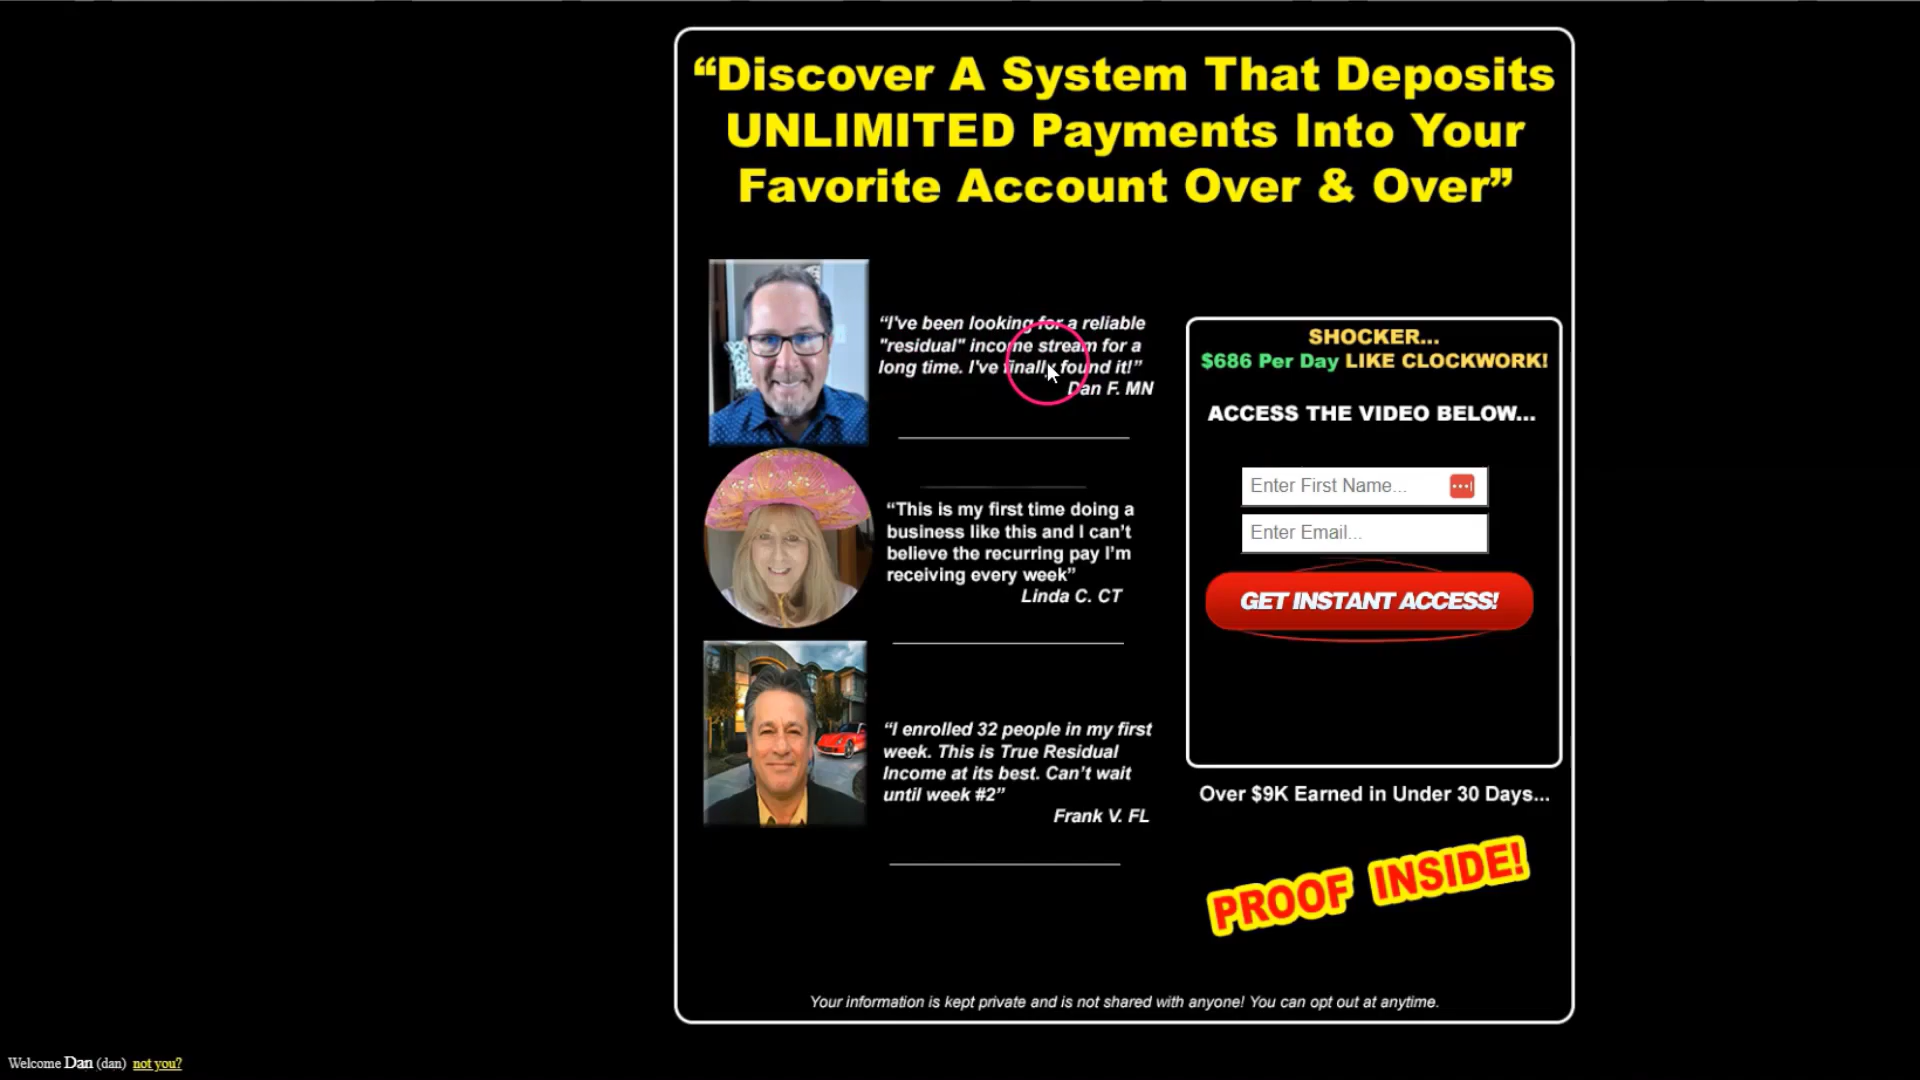 “Discover A System That Deposits
UNLIMITED Payments Into Your
Favorite Account Over & Over”
“I've been looking for a reliable
"residual" income stream for a
long time. I've finally found it!”
Dan F. MN
“This is my first time doing a
business like this and I can’t
believe the recurring pay I’m
receiving every week”
Linda C. CT
“I enrolled 32 people in my first
week. This is True Residual
Income at its best. Can’t wait
until week #2”
Frank V. FL
SHOCKER...
$686 Per Day LIKE CLOCKWORK!
ACCESS THE VIDEO BELOW...
Enter First Name...
Enter Email...
GET INSTANT ACCESS!
Over $9K Earned in Under 30 Days...
PROOF INSIDE!
Your information is kept private and is not shared with anyone! You can opt out at anytime.
Welcome Dan (dan) not you?